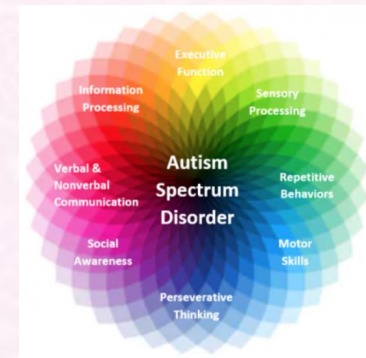 Executive
Function
Information
Processing
Sensory
Processing
Autism
Spectrum
Disorder
Verbal &
Nonverbal
Communication
Repetitive
Behaviors
Social
Awareness
Motor
Skills
Perseverative
Thinking